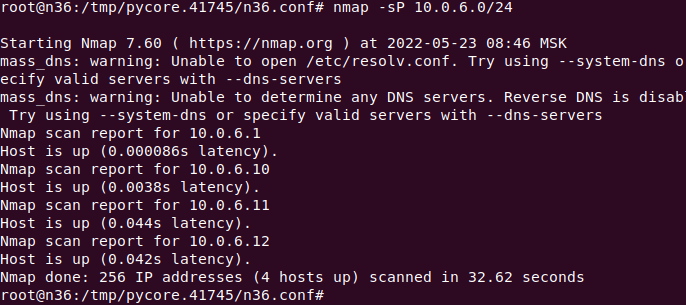 root@n36:/tmp/pycore.41745/n36.conf# nmap -sP 10.0.6.0/24
Starting Nmap 7.60 ( https://nmap.org ) at 2022-05-23 08:46 MSK
mass_dns: warning: Unable to open /etc/resolv.conf. Try using --system-dns o
ecify valid servers with --dns-servers
mass_dns: warning: Unable to determine any DNS servers. Reverse DNS is disab
Try using --system-dns or specify valid servers with --dns-servers
Nmap scan report for 10.0.6.1
Host is up (0.000086s latency).
Nmap scan report for 10.0.6.10
Host is up (0.0038s latency).
Nmap scan report for 10.0.6.11
Host is up (0.044s latency).
Nmap scan report for 10.0.6.12
Host is up (0.042s latency).
Nmap done: 256 IP addresses (4 hosts up) scanned in 32.62 seconds
root@n36:/tmp/pycore.41745/n36.conf#